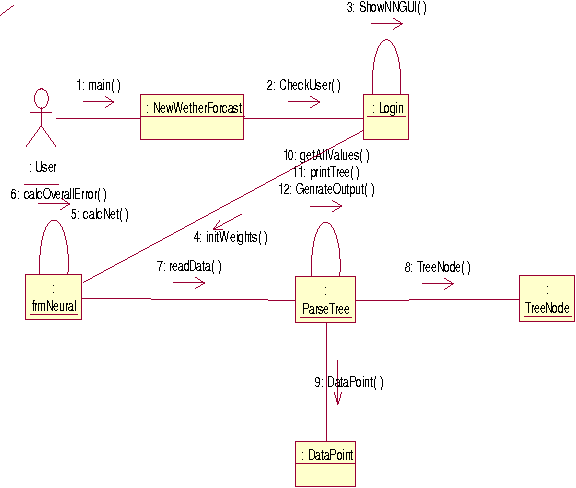 3: ShowNNGUI( )
1: main( )
2: CheckUser( )
: NewWetherForcast
: Login
: User
10: getAllValues( )
11: printTree( )
12: GenrateOutput( )
6: calcOverallError( )
5: calcNet( )
4: initWeights( )
7: readData( )
8: TreeNode( )
:
frmNeural
:
ParseTree
:
TreeNode
9: DataPoint( )
: DataPoint